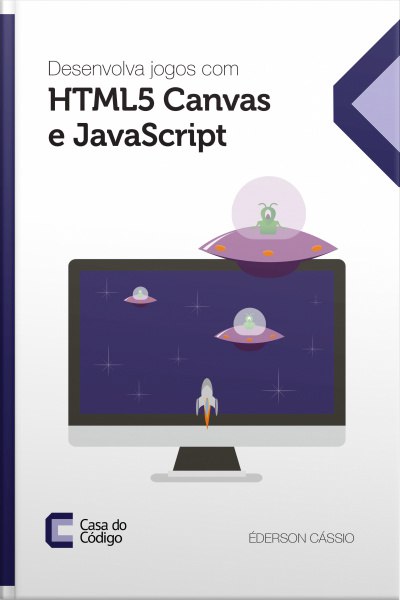 Desenvolva jogos com
HTML5 Canvas
e JavaScript
Casa do
Código
ÉDERSON CÁSSIO